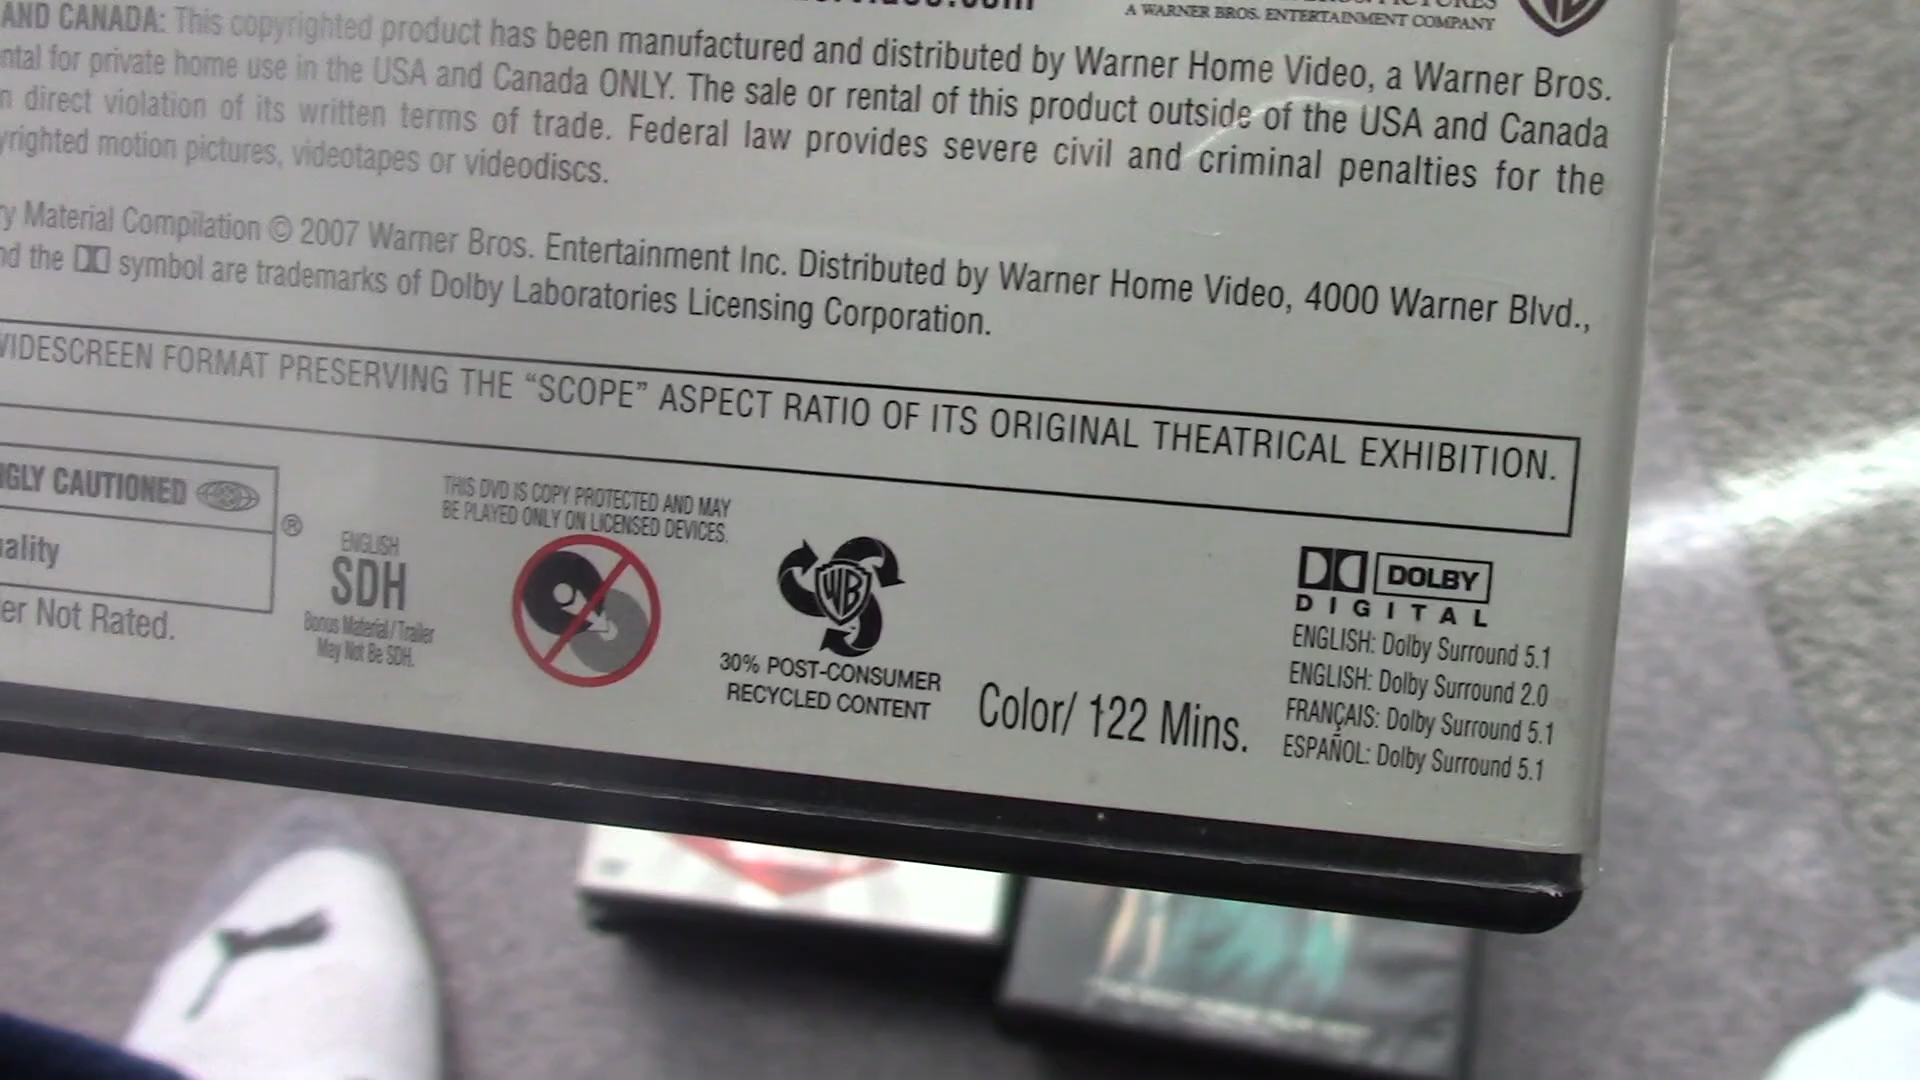 A WARNER BROS. ENTERTAINMENT COMPANY
AND CANADA: This copyrighted product has been manufactured and distributed by Warner Home Video, a Warner Bros.
ntal for private home use in the USA and Canada ONLY. The sale or rental of this product outside of the USA and Canada
n direct violation of its written terms of trade. Federal law provides severe civil and criminal penalties for the
yrighted motion pictures, videotapes or videodiscs.
y Material Compilation © 2007 Warner Bros. Entertainment Inc. Distributed by Warner Home Video, 4000 Warner Blvd.,
nd the symbol are trademarks of Dolby Laboratories Licensing Corporation.
WIDESCREEN FORMAT PRESERVING THE “SCOPE” ASPECT RATIO OF ITS ORIGINAL THEATRICAL EXHIBITION.
NGLY CAUTIONED
®
uality
er Not Rated.
ENGLISH
SDH
Bonus Material/Trailer
May Not Be SDH.
THIS DVD IS COPY PROTECTED AND MAY
BE PLAYED ONLY ON LICENSED DEVICES.
WB
30% POST-CONSUMER
RECYCLED CONTENT
Color/ 122 Mins.
DOLBY
DIGITAL
ENGLISH: Dolby Surround 5.1
ENGLISH: Dolby Surround 2.0
FRANÇAIS: Dolby Surround 5.1
ESPAÑOL: Dolby Surround 5.1